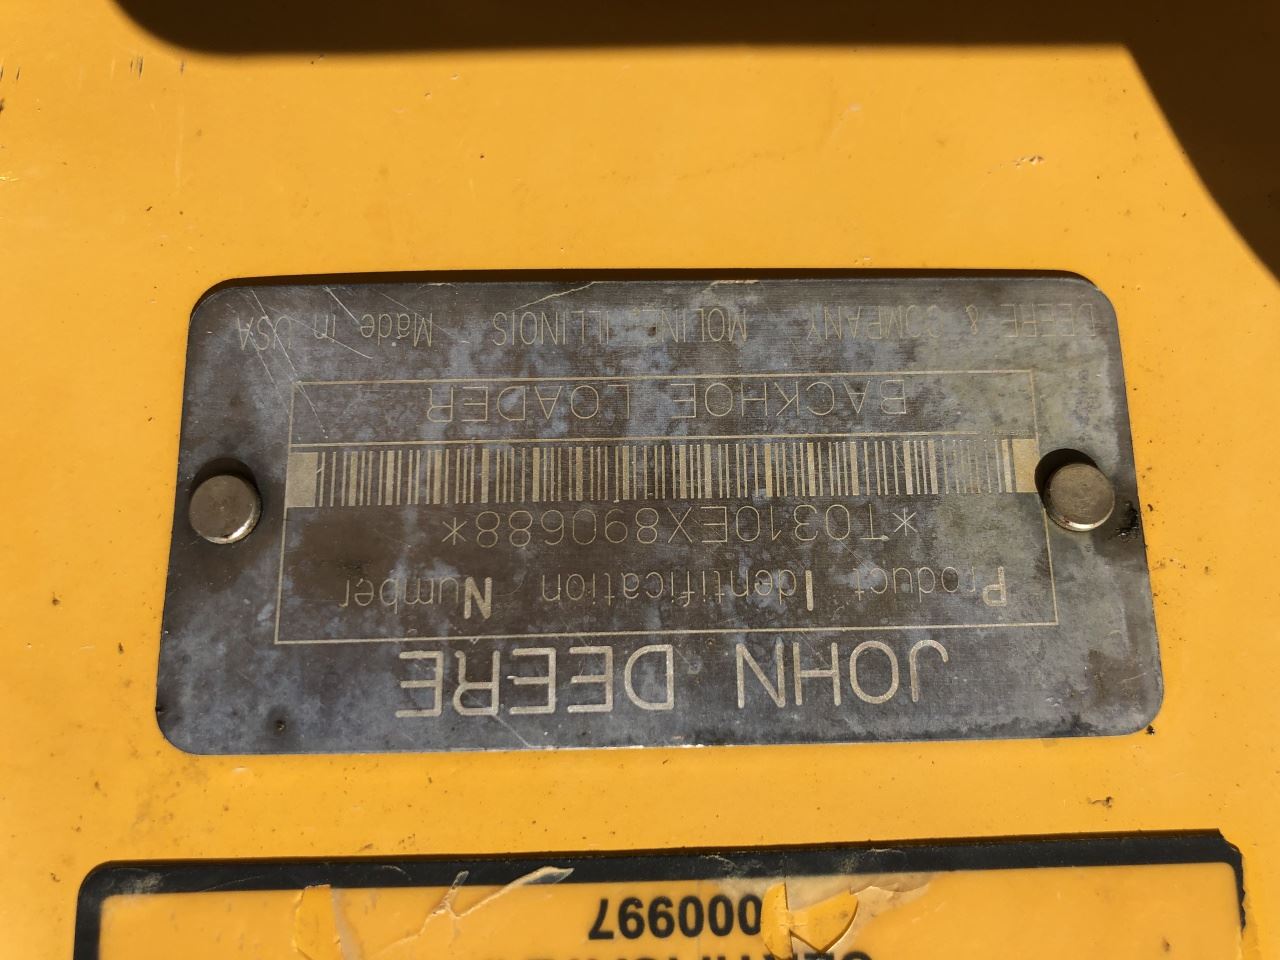 000997
JOHN DEERE
Product Identification Number
*T0310EX890688*
BACKHOE LOADER
DEERE & COMPANY MOLINE, ILLINOIS Made in USA